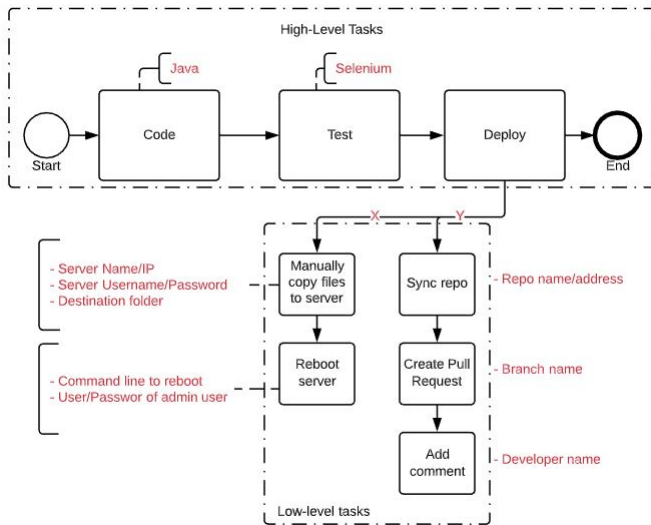 High-Level Tasks
Java
Selenium
Code
Test
Deploy
Start
End
X
Y
- Server Name/IP
- Server Username/Password
- Destination folder
Manually
copy files
to server
Sync repo
- Repo name/address
- Command line to reboot
- User/Passwor of admin user
Reboot
server
Create Pull
Request
- Branch name
Add
comment
- Developer name
Low-level tasks